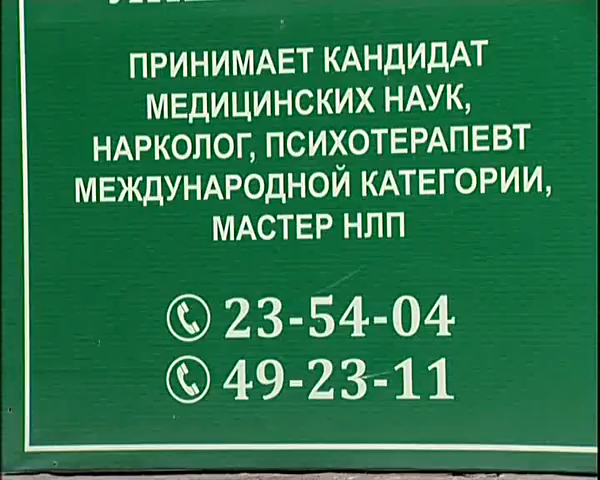 ПРИНИМАЕТ КАНДИДАТ
МЕДИЦИНСКИХ НАУК,
НАРКОЛОГ, ПСИХОТЕРАПЕВТ
МЕЖДУНАРОДНОЙ КАТЕГОРИИ,
МАСТЕР НЛП
23-54-04
49-23-11